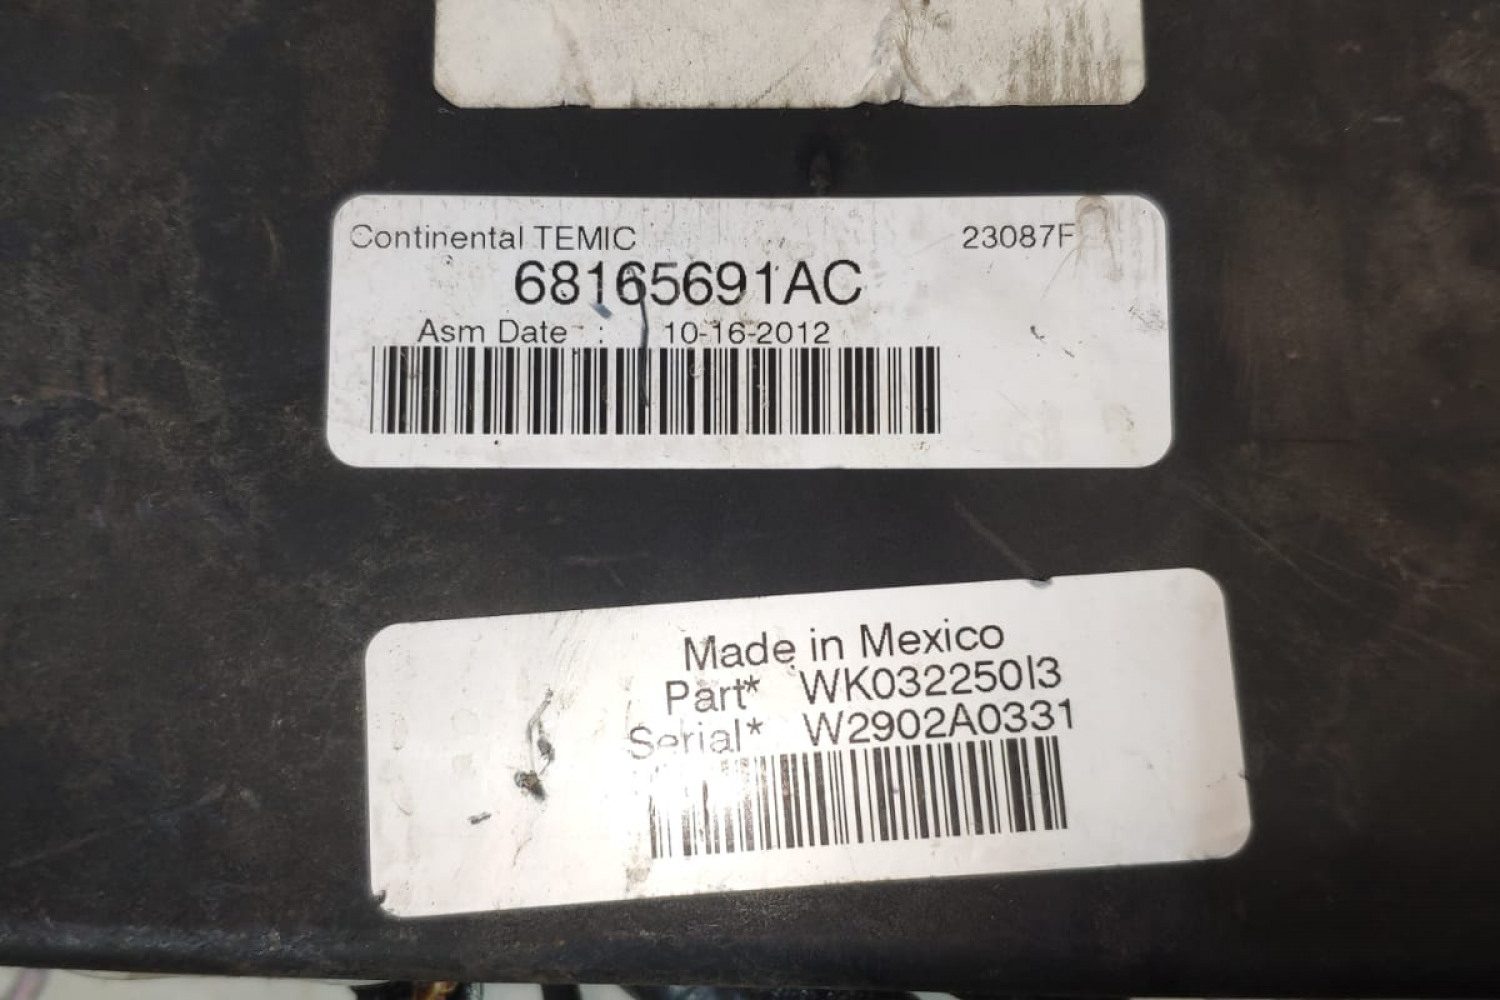 Continental TEMIC 23087F
68165691AC
Asm Date : 10-16-2012
Made in Mexico
Part* WK032250I3
Serial* W2902A0331